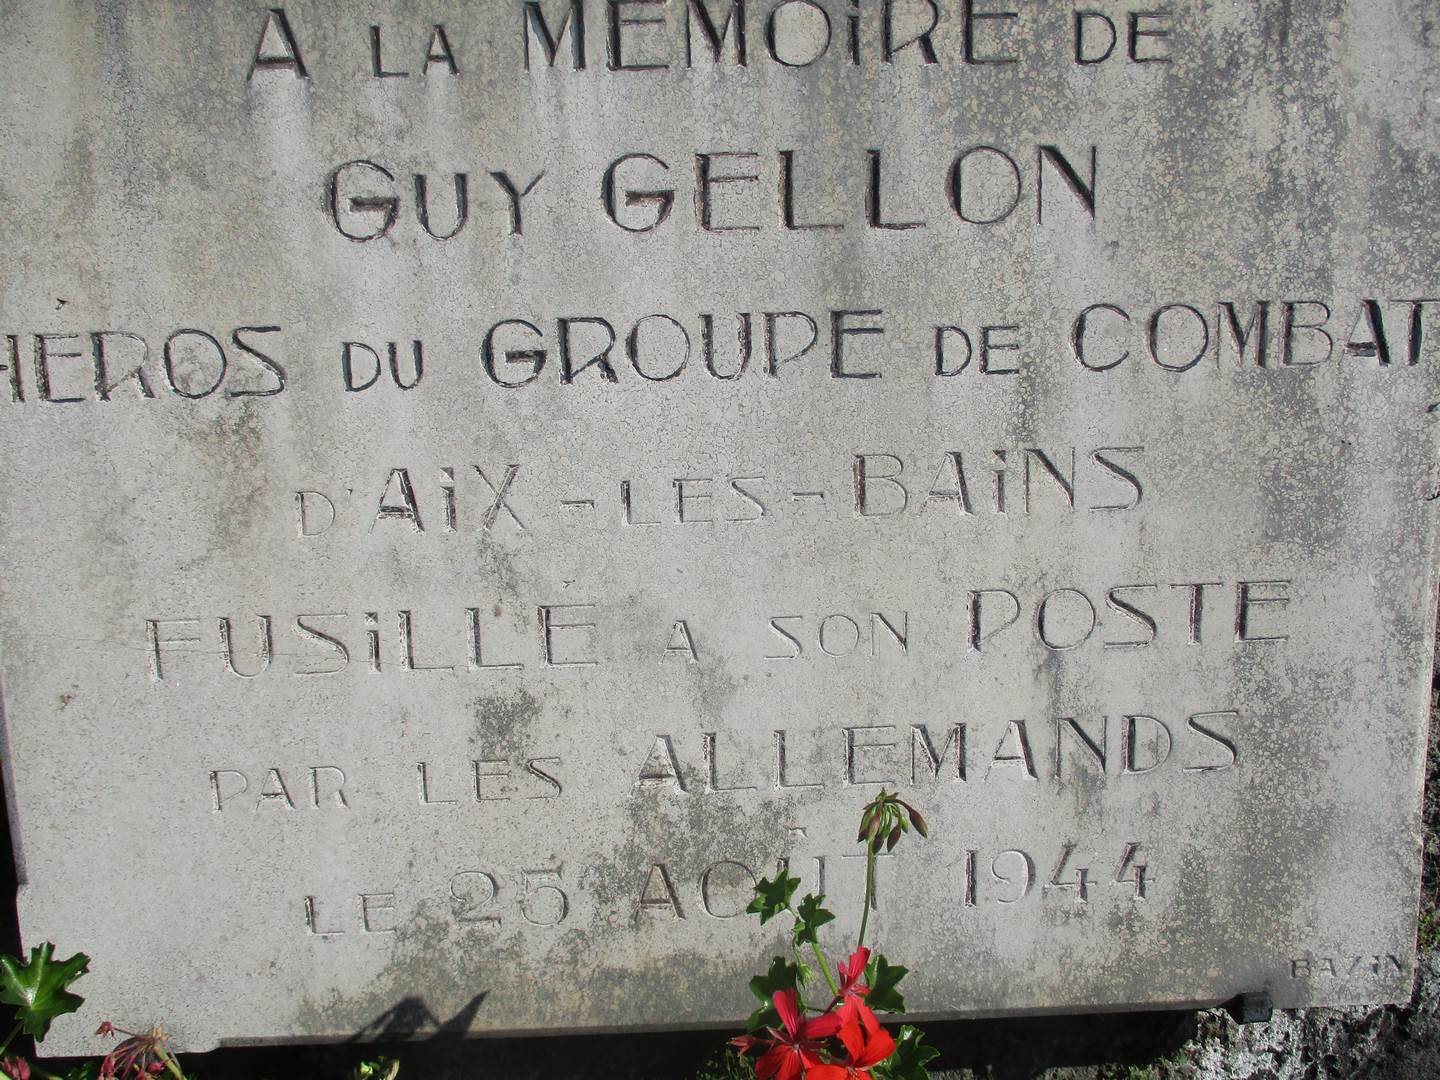 A LA MÉMOiRE DE
GUY GELLON
HÉROS DU GROUPE DE COMBAT
D'AiX-LES-BAiNS
FUSiLLÉ A SON POSTE
PAR LES ALLEMANDS
LE 25 AOÛT 1944
BAZiN